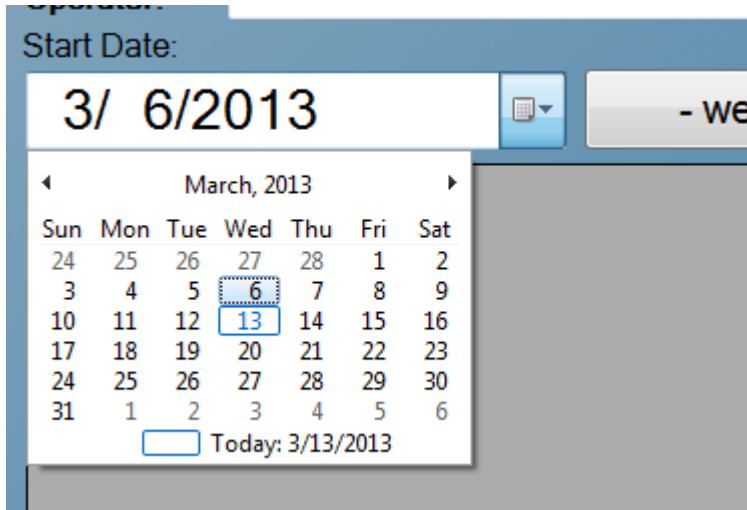 Operator:
Start Date:
3/ 6/2013
- we
March, 2013
Sun Mon Tue Wed Thu Fri Sat
24 25 26 27 28 1 2
3 4 5 6 7 8 9
10 11 12 13 14 15 16
17 18 19 20 21 22 23
24 25 26 27 28 29 30
31 1 2 3 4 5 6
Today: 3/13/2013